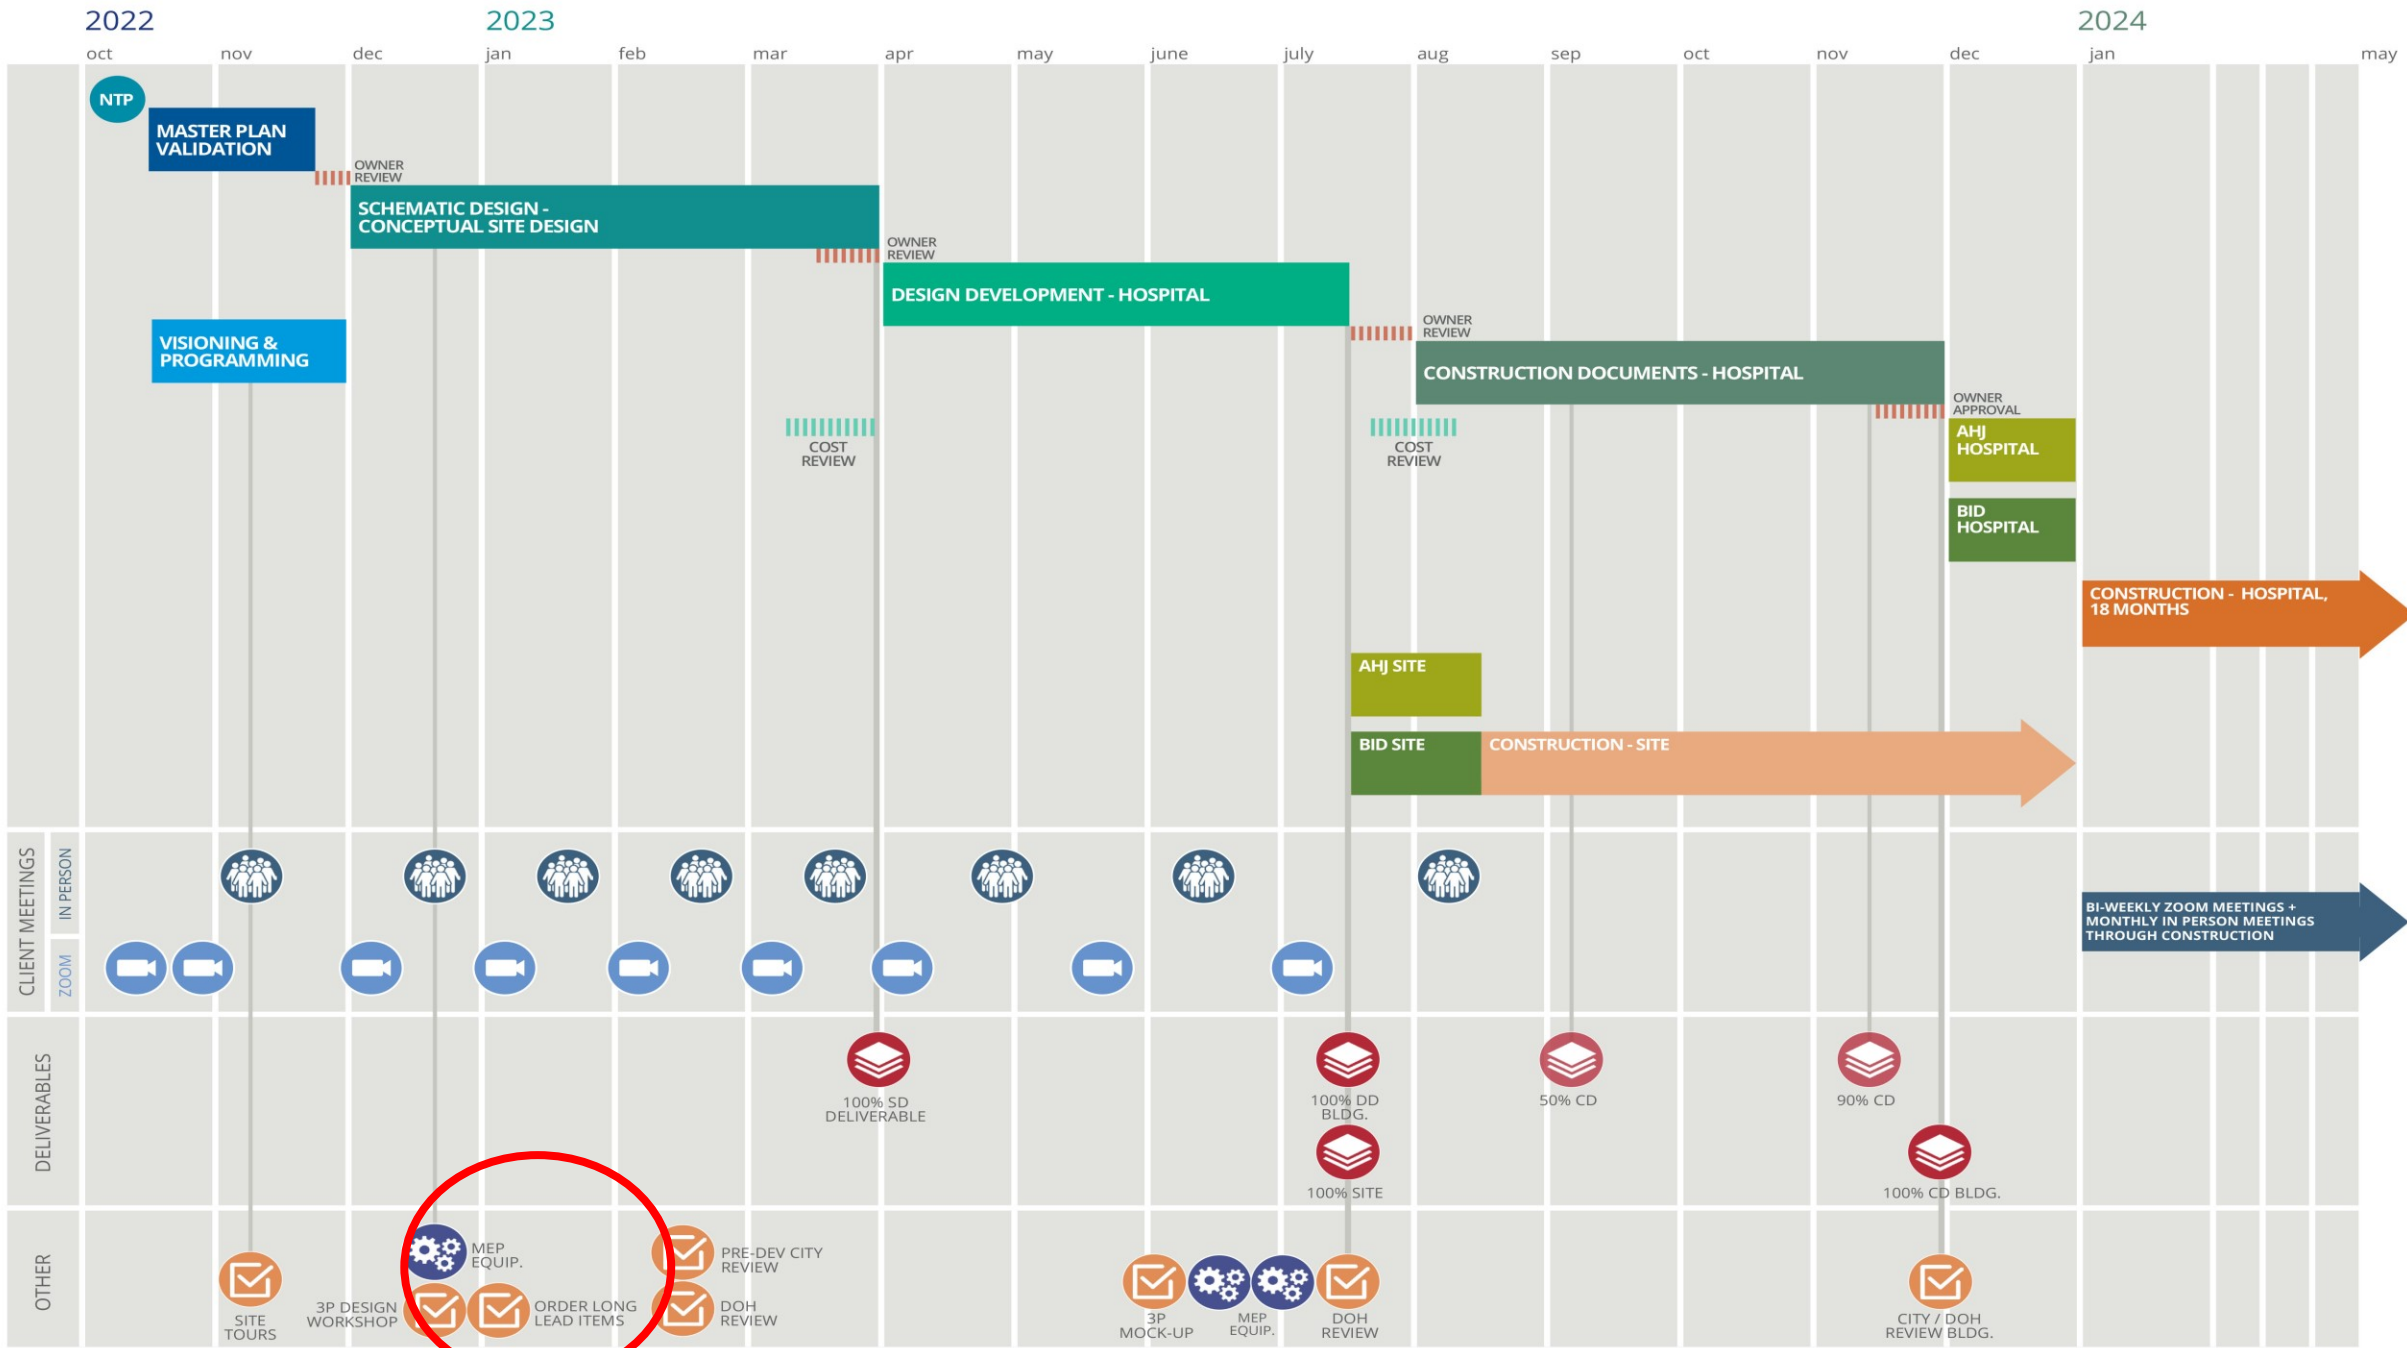 2022
2023
2024
oct
nov
dec
jan
feb
mar
apr
may
june
july
aug
sep
oct
nov
dec
jan
may
NTP
MASTER PLAN
VALIDATION
OWNER
REVIEW
SCHEMATIC DESIGN -
CONCEPTUAL SITE DESIGN
OWNER
REVIEW
DESIGN DEVELOPMENT - HOSPITAL
VISIONING &
PROGRAMMING
OWNER
REVIEW
CONSTRUCTION DOCUMENTS - HOSPITAL
OWNER
APPROVAL
COST
REVIEW
COST
REVIEW
AHJ
HOSPITAL
BID
HOSPITAL
CONSTRUCTION - HOSPITAL,
18 MONTHS
AHJ SITE
BID SITE
CONSTRUCTION - SITE
CLIENT MEETINGS
IN PERSON
ZOOM
BI-WEEKLY ZOOM MEETINGS +
MONTHLY IN PERSON MEETINGS
THROUGH CONSTRUCTION
DELIVERABLES
100% SD
DELIVERABLE
100% DD
BLDG.
50% CD
90% CD
100% SITE
100% CD BLDG.
OTHER
SITE
TOURS
MEP
EQUIP.
3P DESIGN
WORKSHOP
ORDER LONG
LEAD ITEMS
PRE-DEV CITY
REVIEW
DOH
REVIEW
3P
MOCK-UP
MEP
EQUIP.
DOH
REVIEW
CITY / DOH
REVIEW BLDG.